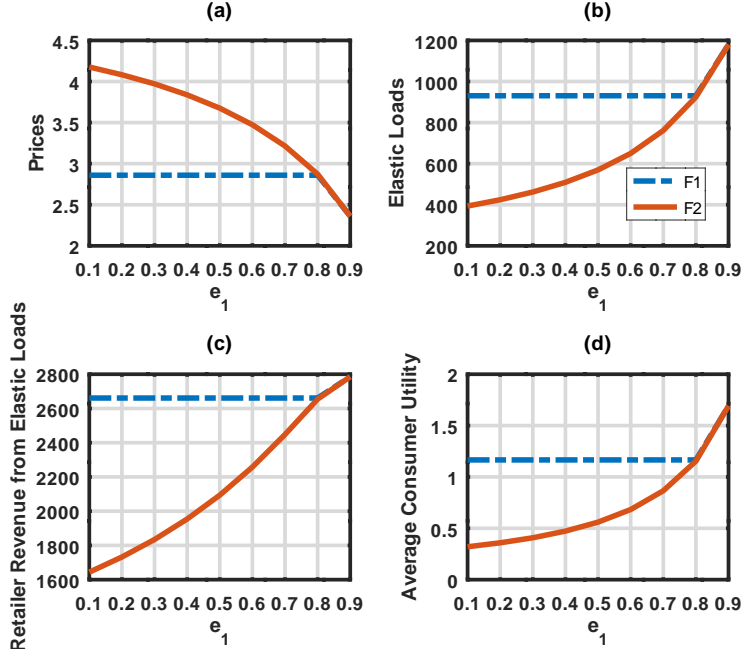 (a)
4.5
4
3.5
3
2.5
2
Prices
0.1 0.2 0.3 0.4 0.5 0.6 0.7 0.8 0.9
e_1
(b)
1200
1000
800
600
400
200
Elastic Loads
F1
F2
0.1 0.2 0.3 0.4 0.5 0.6 0.7 0.8 0.9
e_1
(c)
2800
2600
2400
2200
2000
1800
1600
Retailer Revenue from Elastic Loads
0.1 0.2 0.3 0.4 0.5 0.6 0.7 0.8 0.9
e_1
(d)
2
1.5
1
0.5
0
Average Consumer Utility
0.1 0.2 0.3 0.4 0.5 0.6 0.7 0.8 0.9
e_1